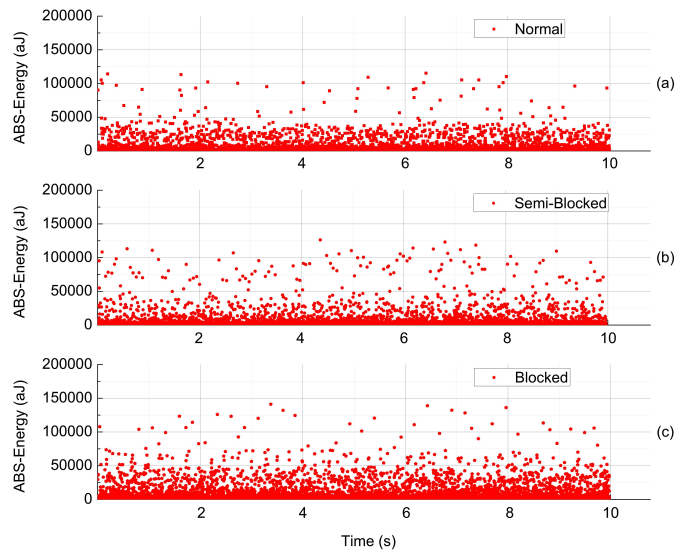 200000
Normal
150000
100000
50000
0
ABS-Energy (aJ)
2 4 6 8 10
(a)
200000
Semi-Blocked
150000
100000
50000
0
ABS-Energy (aJ)
2 4 6 8 10
(b)
200000
Blocked
150000
100000
50000
0
ABS-Energy (aJ)
2 4 6 8 10
(c)
Time (s)